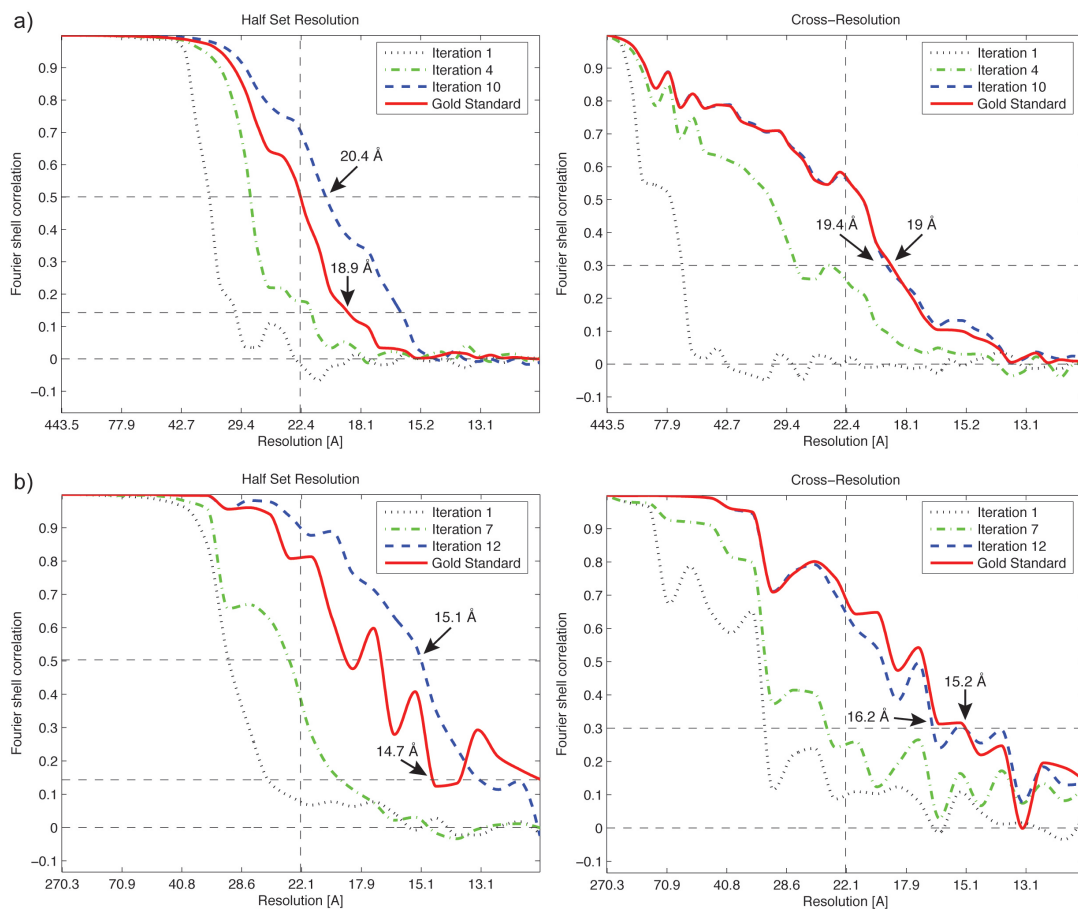 a)
Half Set Resolution
Iteration 1
Iteration 4
Iteration 10
Gold Standard
20.4 Å
18.9 Å
Fourier shell correlation
0.9
0.8
0.7
0.6
0.5
0.4
0.3
0.2
0.1
0
−0.1
443.5 77.9 42.7 29.4 22.4 18.1 15.2 13.1
Resolution [A]
Cross−Resolution
Iteration 1
Iteration 4
Iteration 10
Gold Standard
19.4 Å 19 Å
Fourier shell correlation
0.9
0.8
0.7
0.6
0.5
0.4
0.3
0.2
0.1
0
−0.1
443.5 77.9 42.7 29.4 22.4 18.1 15.2 13.1
Resolution [A]
b)
Half Set Resolution
Iteration 1
Iteration 7
Iteration 12
Gold Standard
15.1 Å
14.7 Å
Fourier shell correlation
0.9
0.8
0.7
0.6
0.5
0.4
0.3
0.2
0.1
0
−0.1
270.3 70.9 40.8 28.6 22.1 17.9 15.1 13.1
Resolution [A]
Cross−Resolution
Iteration 1
Iteration 7
Iteration 12
Gold Standard
15.2 Å
16.2 Å
Fourier shell correlation
0.9
0.8
0.7
0.6
0.5
0.4
0.3
0.2
0.1
0
−0.1
270.3 70.9 40.8 28.6 22.1 17.9 15.1 13.1
Resolution [A]